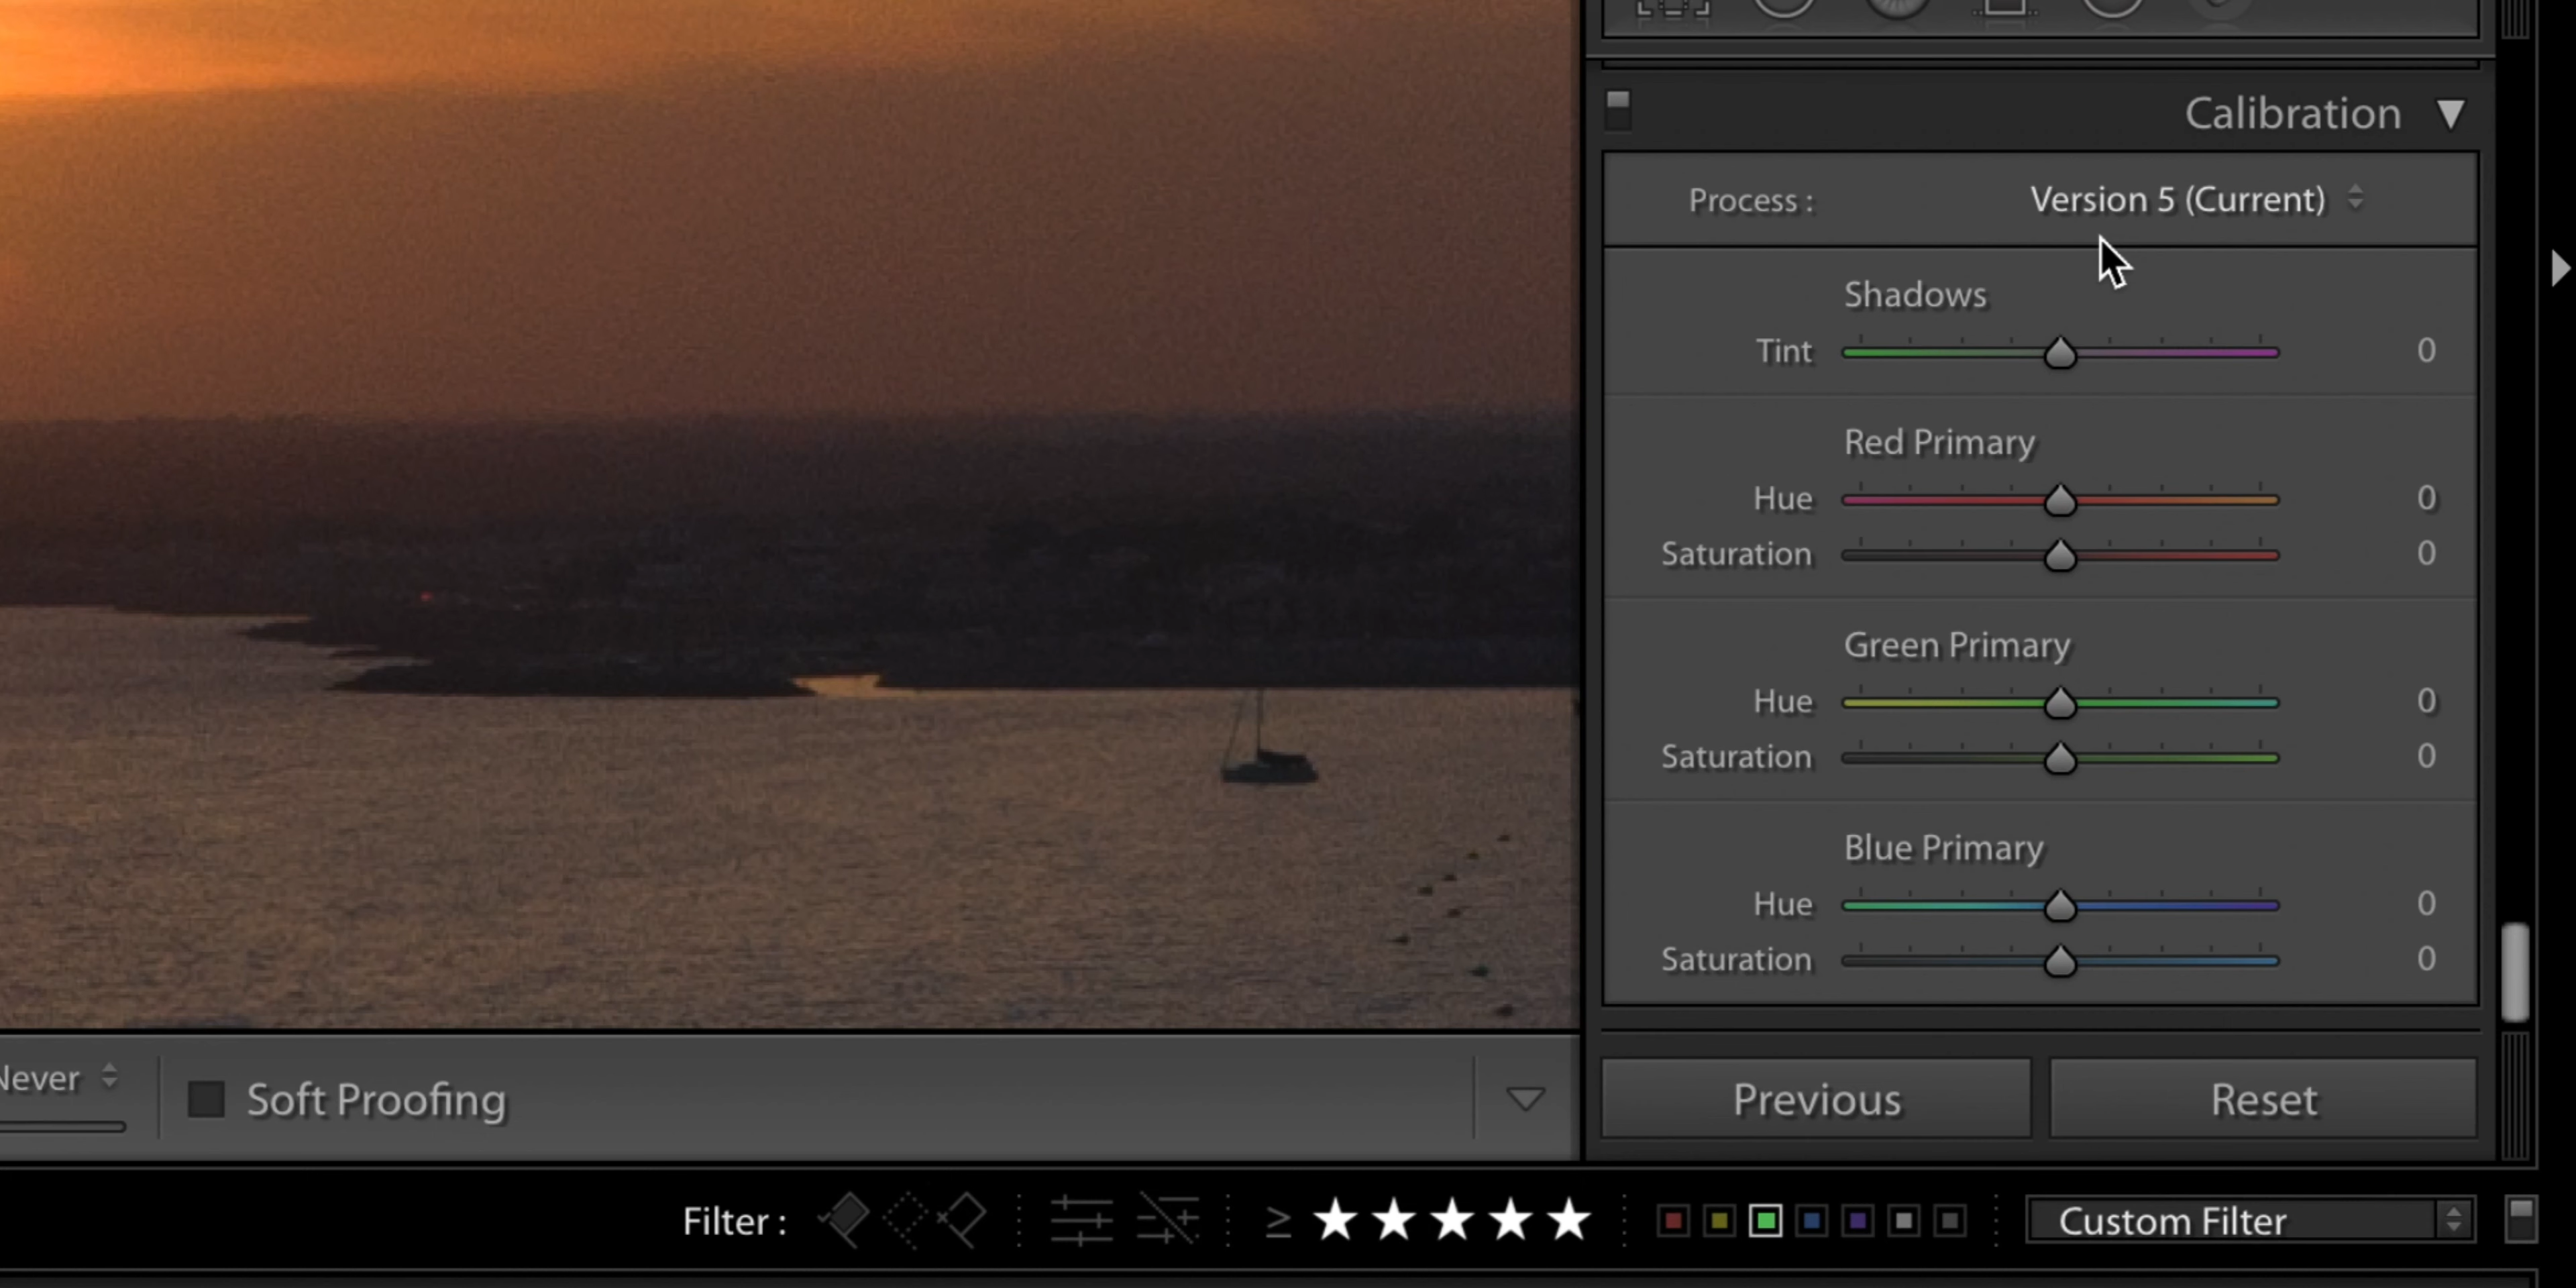 Calibration
Process : Version 5 (Current)
Shadows
Tint 0
Red Primary
Hue 0
Saturation 0
Green Primary
Hue 0
Saturation 0
Blue Primary
Hue 0
Saturation 0
Never
Soft Proofing
Previous
Reset
Filter : ≥ ★★★★★ Custom Filter